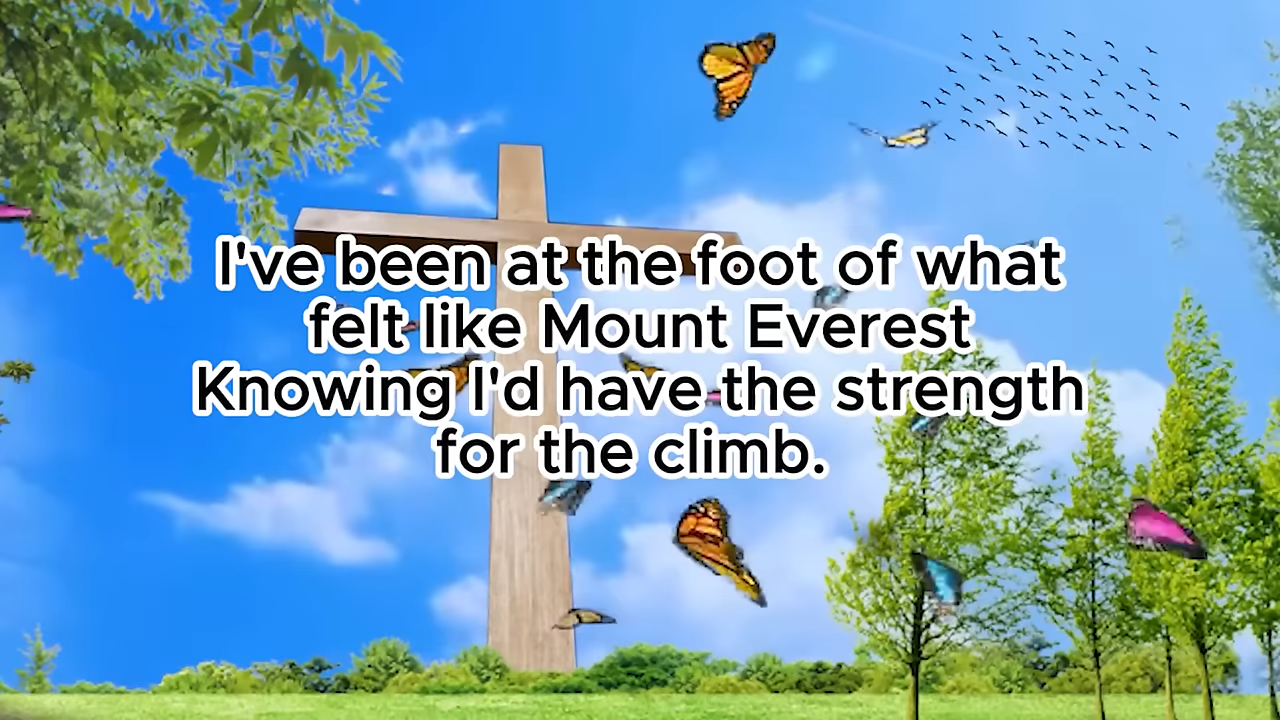 I've been at the foot of what
felt like Mount Everest
Knowing I'd have the strength
for the climb.